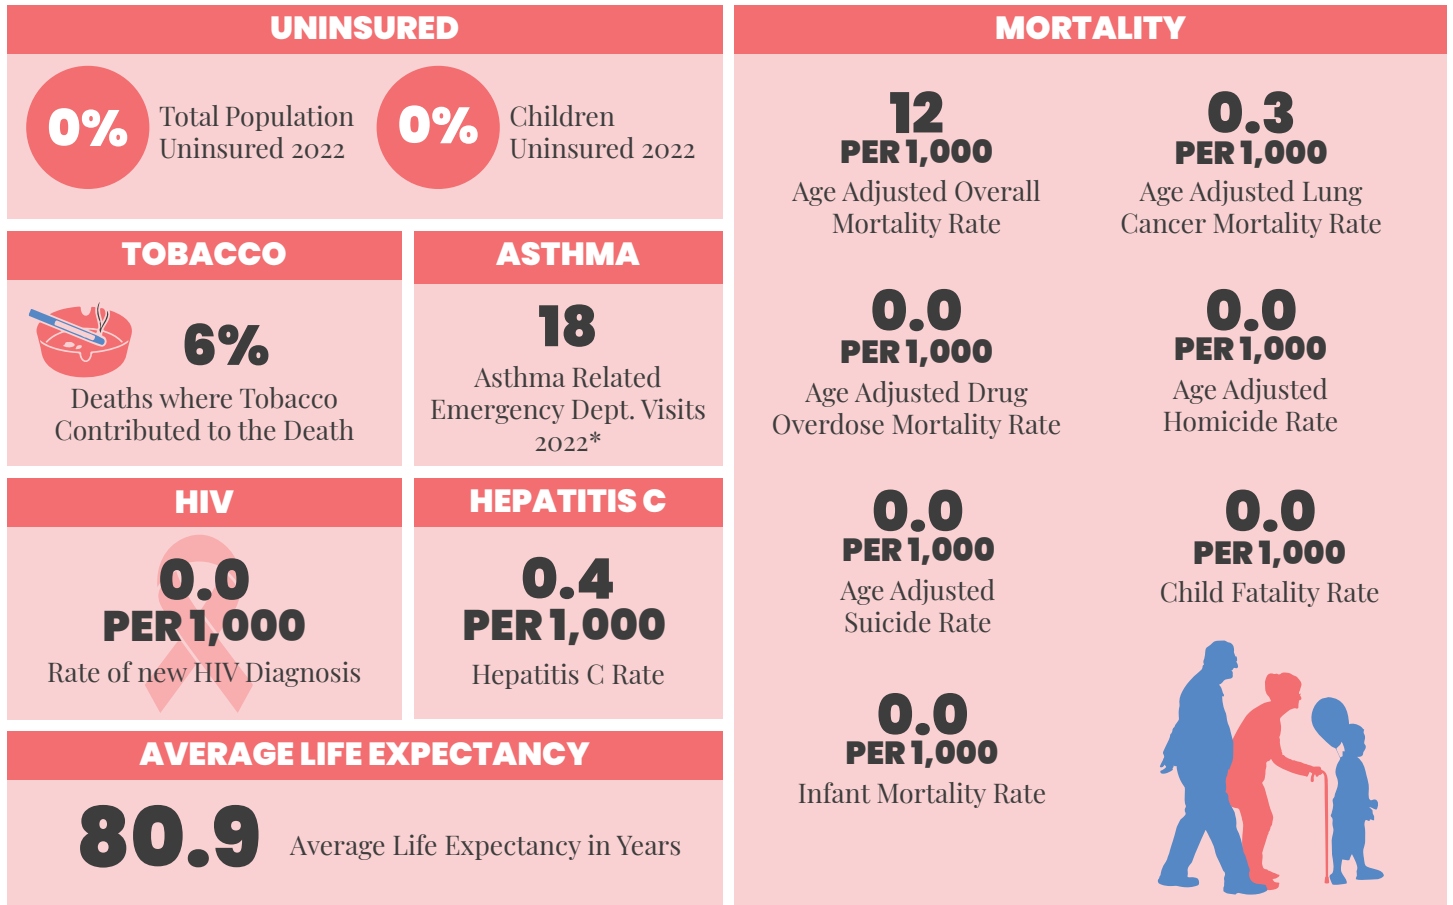 UNINSURED
0%
Total Population
Uninsured 2022
0%
Children
Uninsured 2022
TOBACCO
6%
Deaths where Tobacco
Contributed to the Death
ASTHMA
18
Asthma Related
Emergency Dept. Visits
2022*
HIV
0.0
PER 1,000
Rate of new HIV Diagnosis
HEPATITIS C
0.4
PER 1,000
Hepatitis C Rate
AVERAGE LIFE EXPECTANCY
80.9
Average Life Expectancy in Years
MORTALITY
12
PER 1,000
Age Adjusted Overall
Mortality Rate
0.3
PER 1,000
Age Adjusted Lung
Cancer Mortality Rate
0.0
PER 1,000
Age Adjusted Drug
Overdose Mortality Rate
0.0
PER 1,000
Age Adjusted
Homicide Rate
0.0
PER 1,000
Age Adjusted
Suicide Rate
0.0
PER 1,000
Child Fatality Rate
0.0
PER 1,000
Infant Mortality Rate